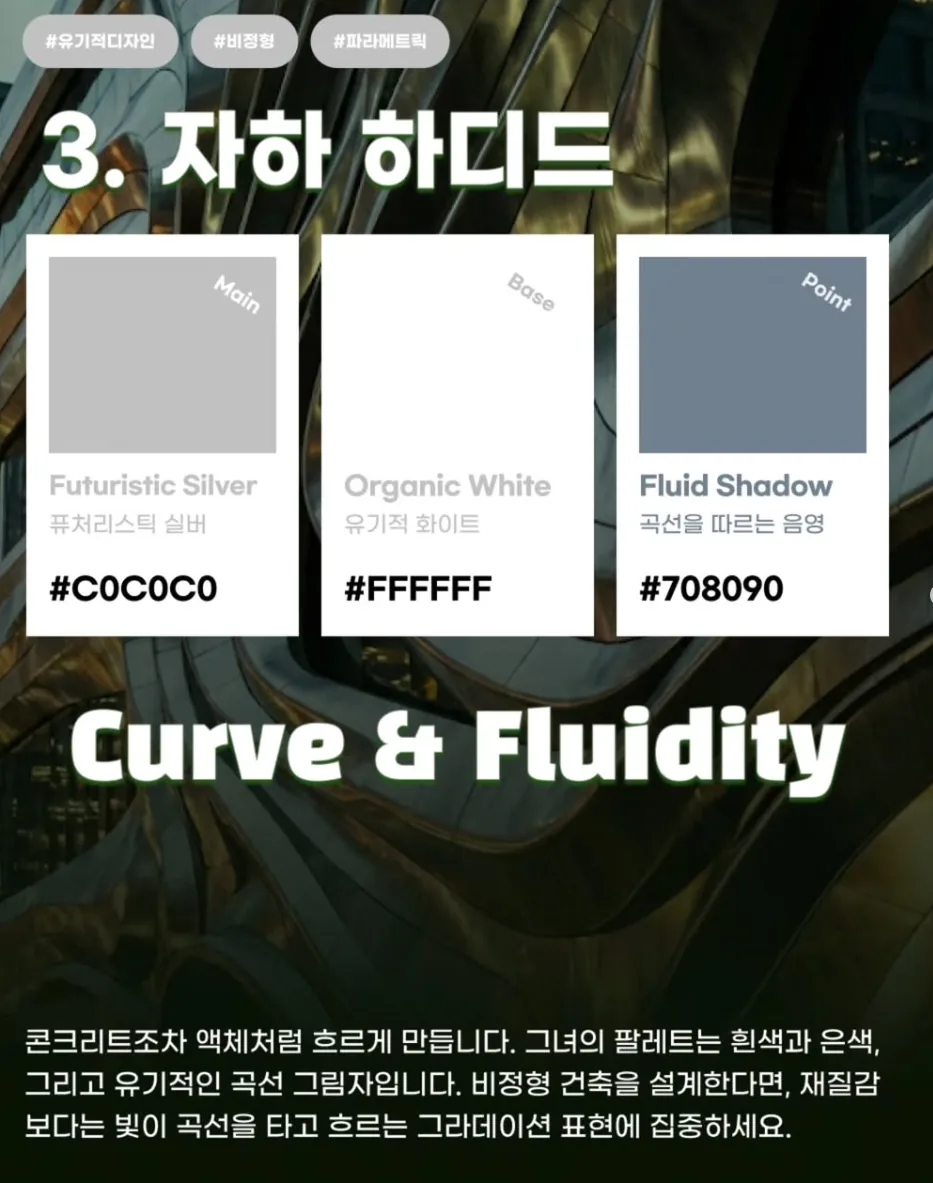 #유기적디자인 #비정형 #파라메트릭
3. 자하 하디드
Main
Futuristic Silver
퓨처리스틱 실버
#C0C0C0
Base
Organic White
유기적 화이트
#FFFFFF
Point
Fluid Shadow
곡선을 따르는 음영
#708090
Curve & Fluidity
콘크리트조차 액체처럼 흐르게 만듭니다. 그녀의 팔레트는 흰색과 은색,
그리고 유기적인 곡선 그림자입니다. 비정형 건축을 설계한다면, 재질감
보다는 빛이 곡선을 타고 흐르는 그라데이션 표현에 집중하세요.